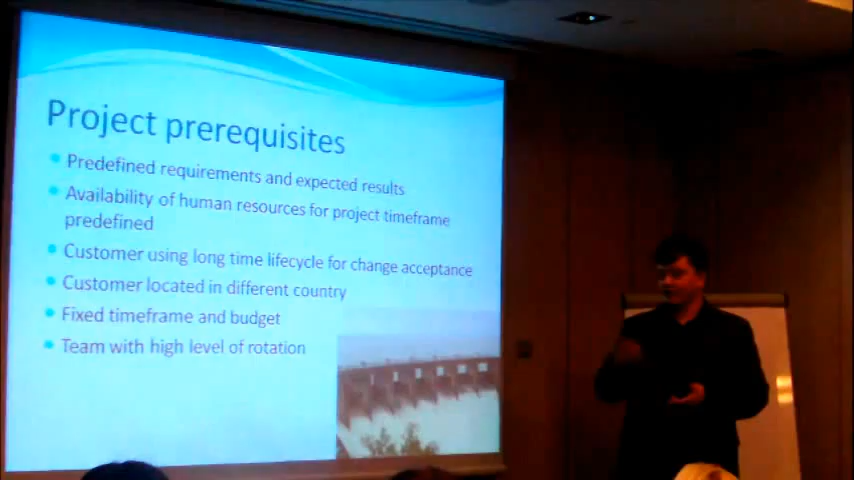 Project prerequisites
Predefined requirements and expected results
Availability of human resources for project timeframe
predefined
Customer using long time lifecycle for change acceptance
Customer located in different country
Fixed timeframe and budget
Team with high level of rotation